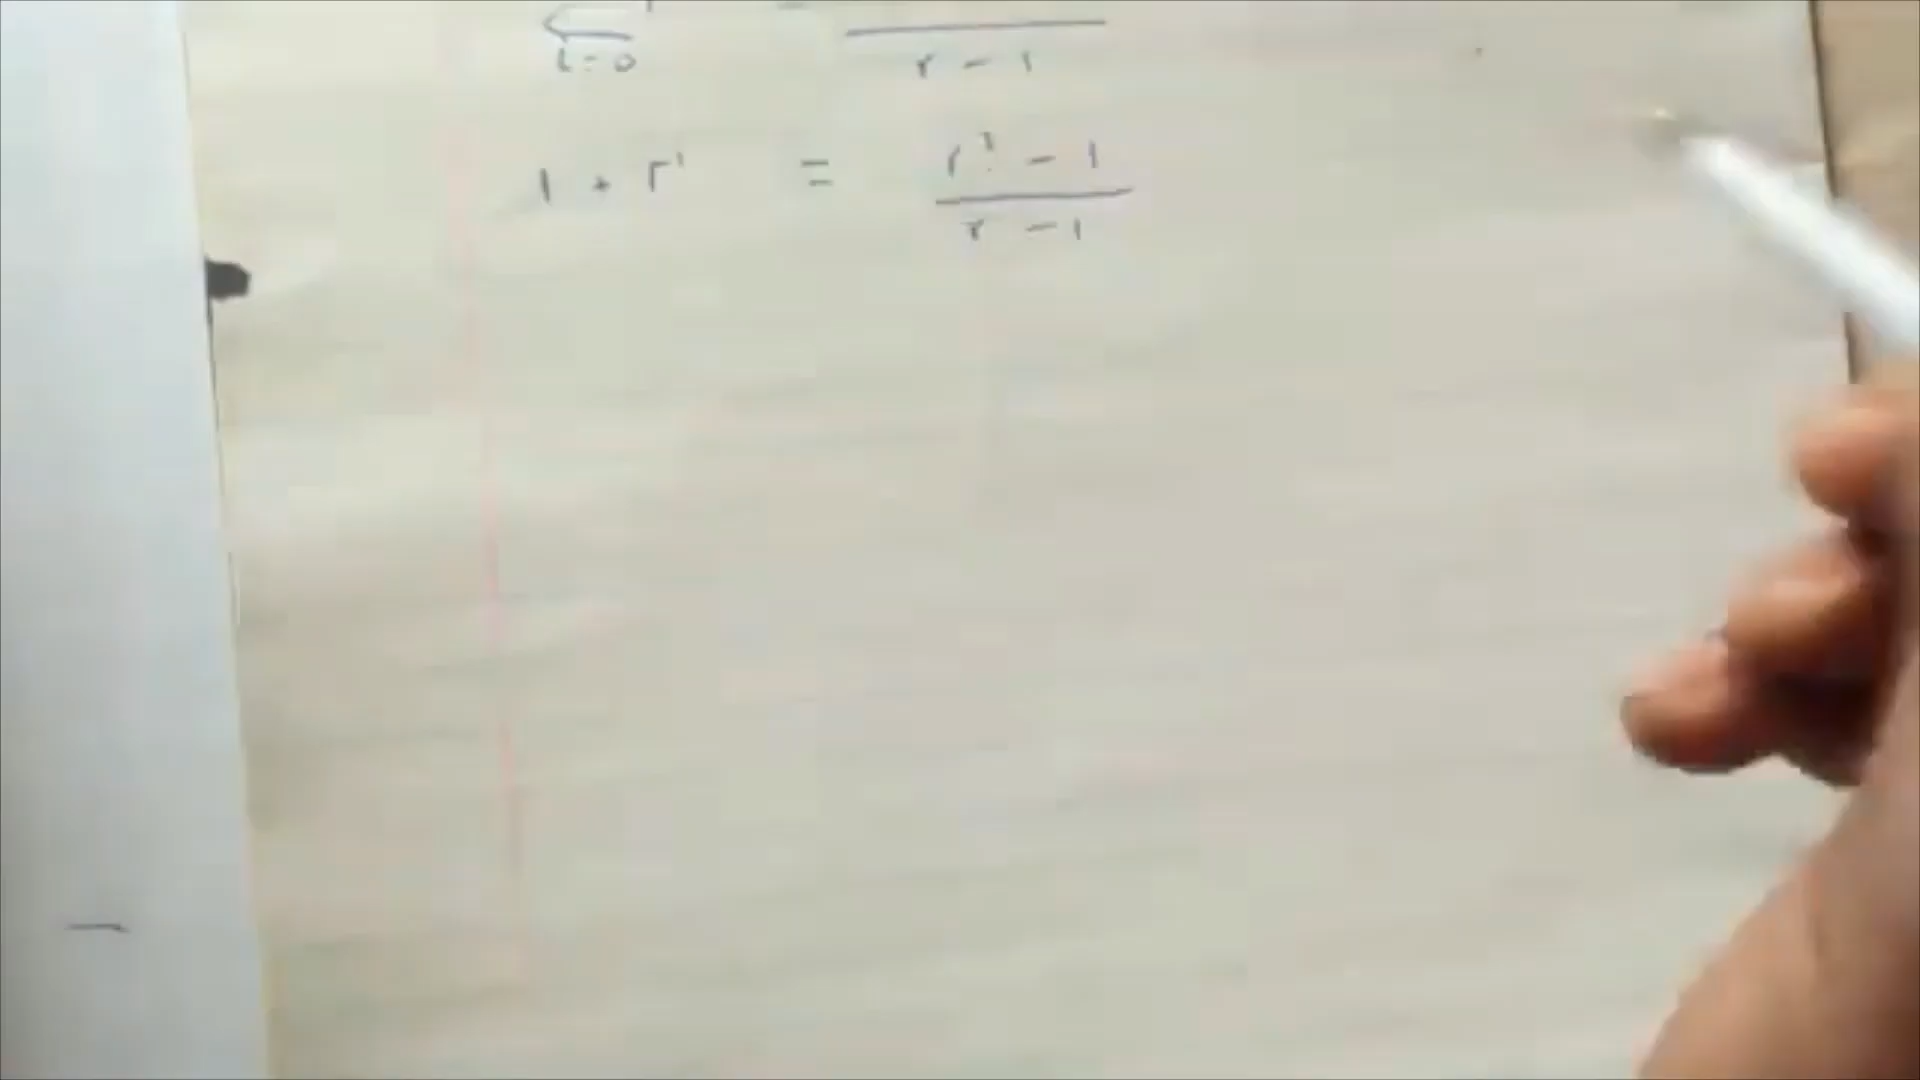 i=0 = r - 1
1 + r¹ = r² - 1
r - 1